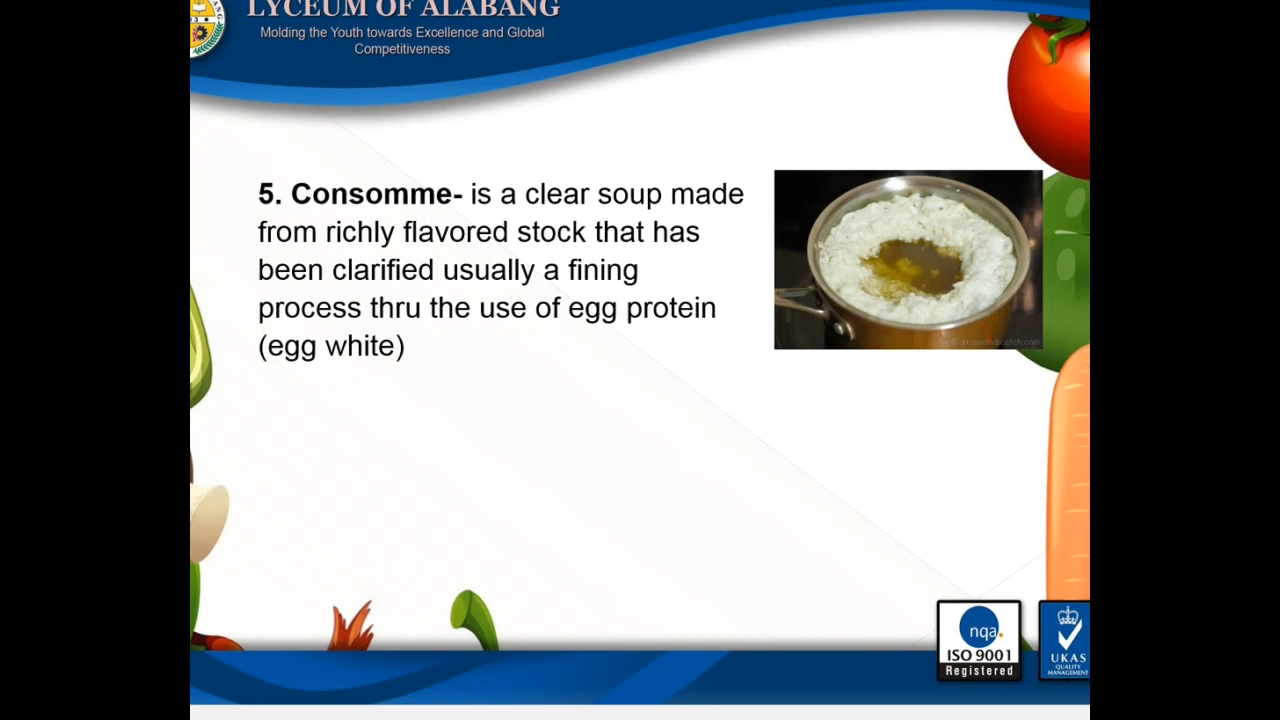 LYCEUM OF ALABANG
Molding the Youth towards Excellence and Global
Competitiveness
5. Consomme- is a clear soup made
from richly flavored stock that has
been clarified usually a fining
process thru the use of egg protein
(egg white)
nqa.
ISO 9001
Registered
UKAS
QUALITY
MANAGEMENT